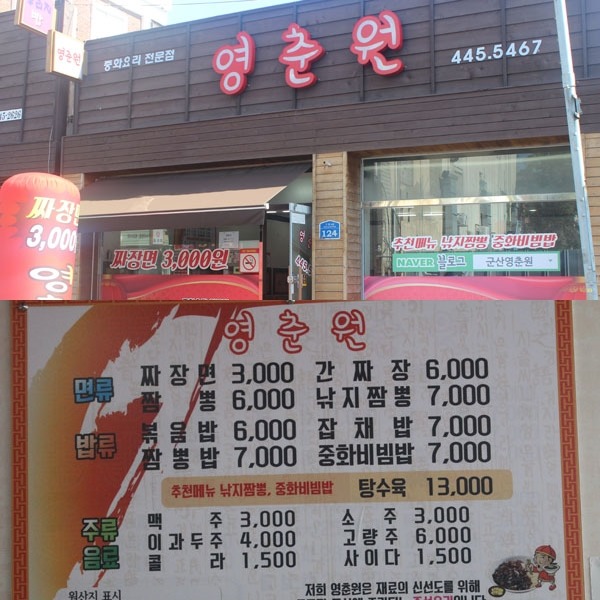 영춘원
중화요리 전문점
영춘원
445.5467
짜장면
3,000
영
짜장면 3,000원
124
추천메뉴 낚지짬뽕 중화비빔밥
NAVER 블로그 군산영춘원
영춘원
면류
짜장면 3,000 간짜장 6,000
짬뽕 6,000 낚지짬뽕 7,000
밥류
볶음밥 6,000 잡채밥 7,000
짬뽕밥 7,000 중화비빔밥 7,000
추천메뉴 낚지짬뽕, 중화비빔밥 탕수육 13,000
주류
음료
맥주 3,000 소주 3,000
이과두주 4,000 고량주 6,000
콜라 1,500 사이다 1,500
원산지 표시
저희 영춘원은 재료의 신선도를 위해